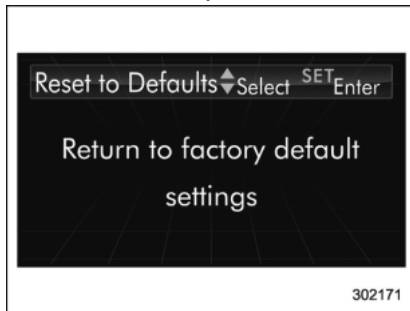 Reset to Defaults Select SET Enter
Return to factory default
settings
302171